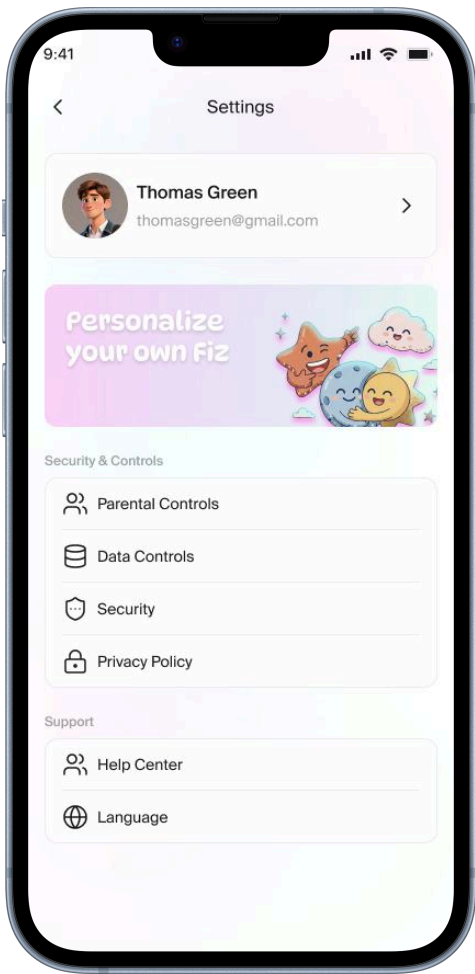 9:41
Settings
Thomas Green
thomasgreen@gmail.com
Personalize
your own Fiz
Security & Controls
Parental Controls
Data Controls
Security
Privacy Policy
Support
Help Center
Language